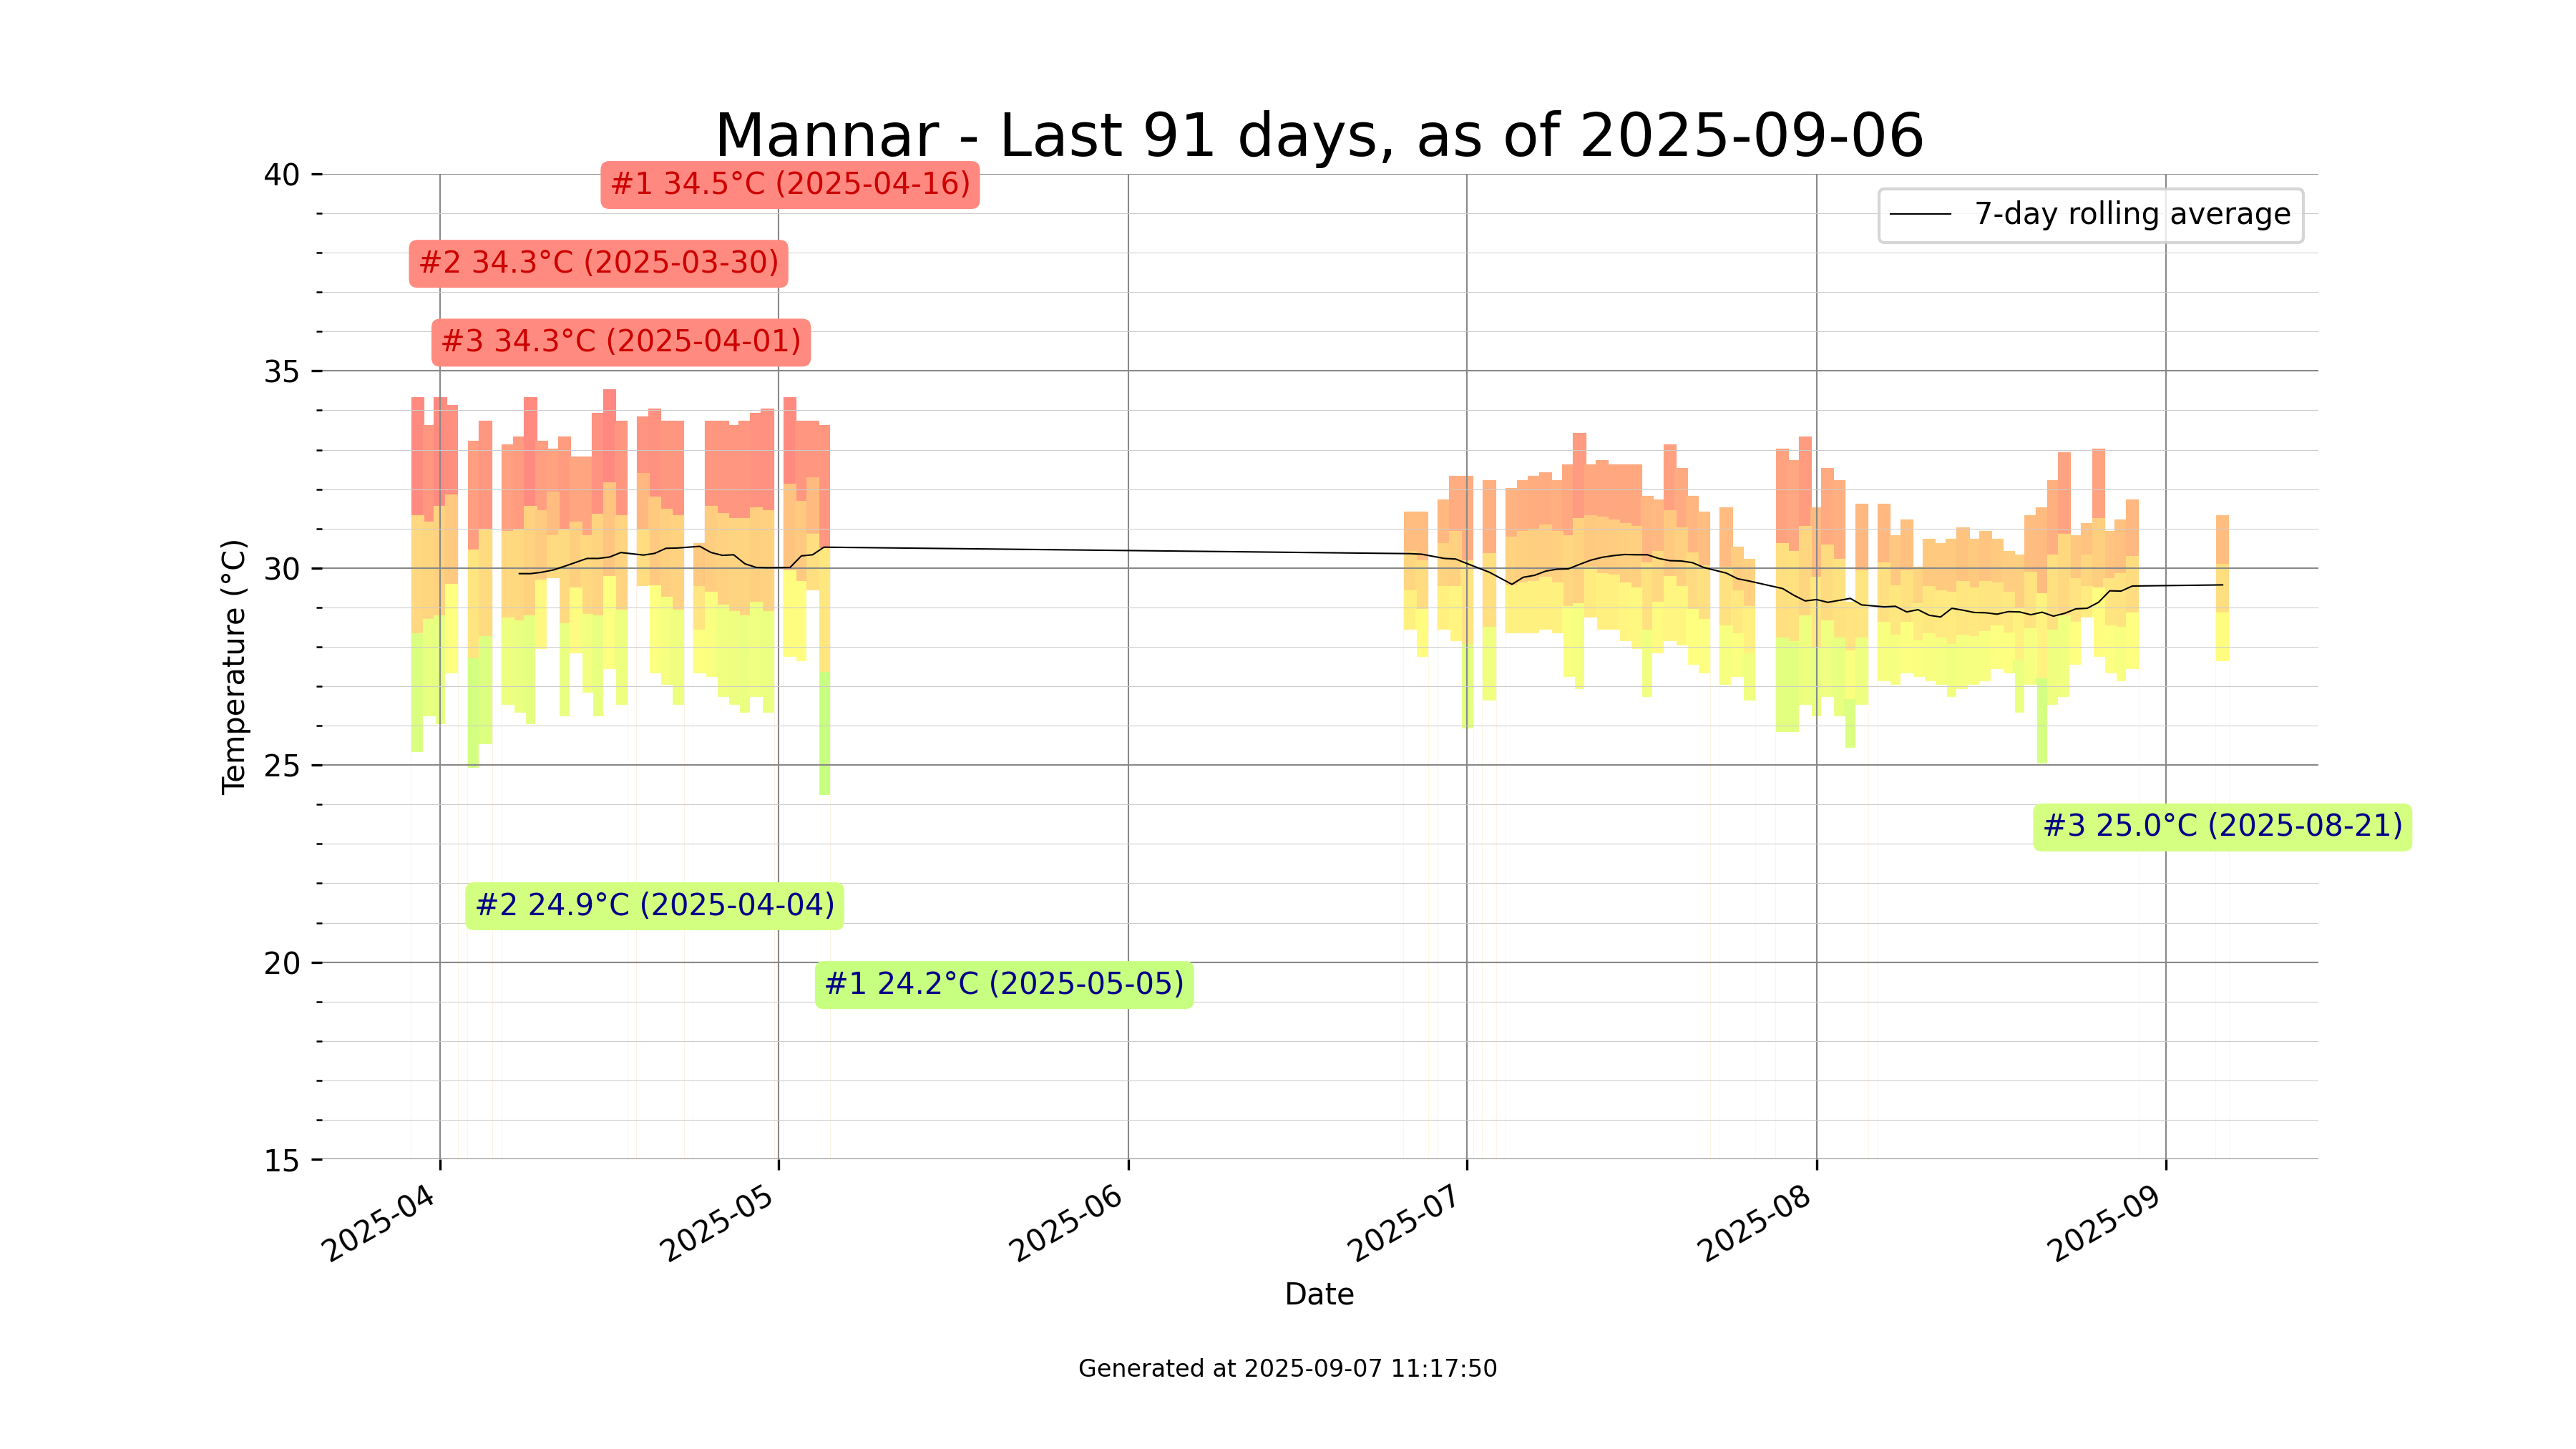 Mannar - Last 91 days, as of 2025-09-06
40
#1 34.5°C (2025-04-16)
7-day rolling average
#2 34.3°C (2025-03-30)
#3 34.3°C (2025-04-01)
35
30
Temperature (°C)
25
#3 25.0°C (2025-08-21)
#2 24.9°C (2025-04-04)
20
#1 24.2°C (2025-05-05)
15
2025-04
2025-05
2025-06
2025-07
2025-08
2025-09
Date
Generated at 2025-09-07 11:17:50